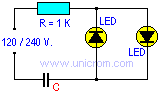 R = 1 K
LED
LED
120 / 240 V.
www.unicrom.com
C